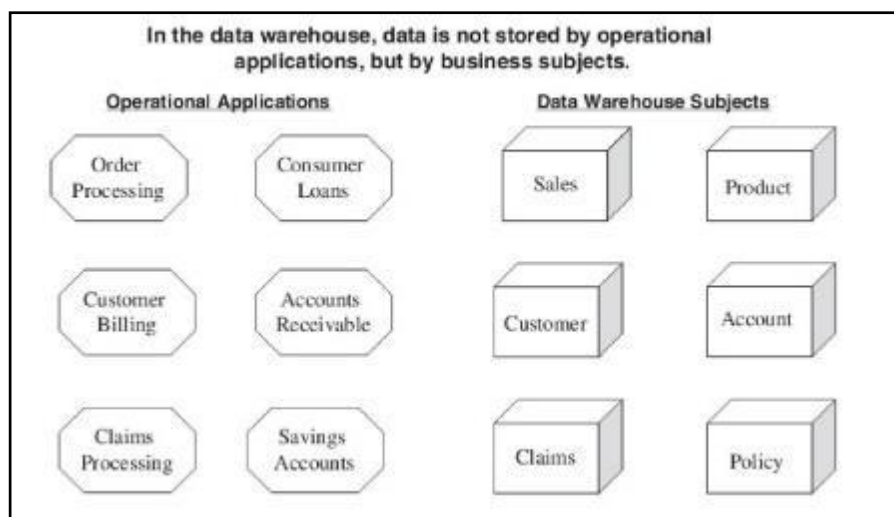 In the data warehouse, data is not stored by operational
applications, but by business subjects.
Operational Applications
Data Warehouse Subjects
Order
Processing
Consumer
Loans
Sales
Product
Customer
Billing
Accounts
Receivable
Customer
Account
Claims
Processing
Savings
Accounts
Claims
Policy